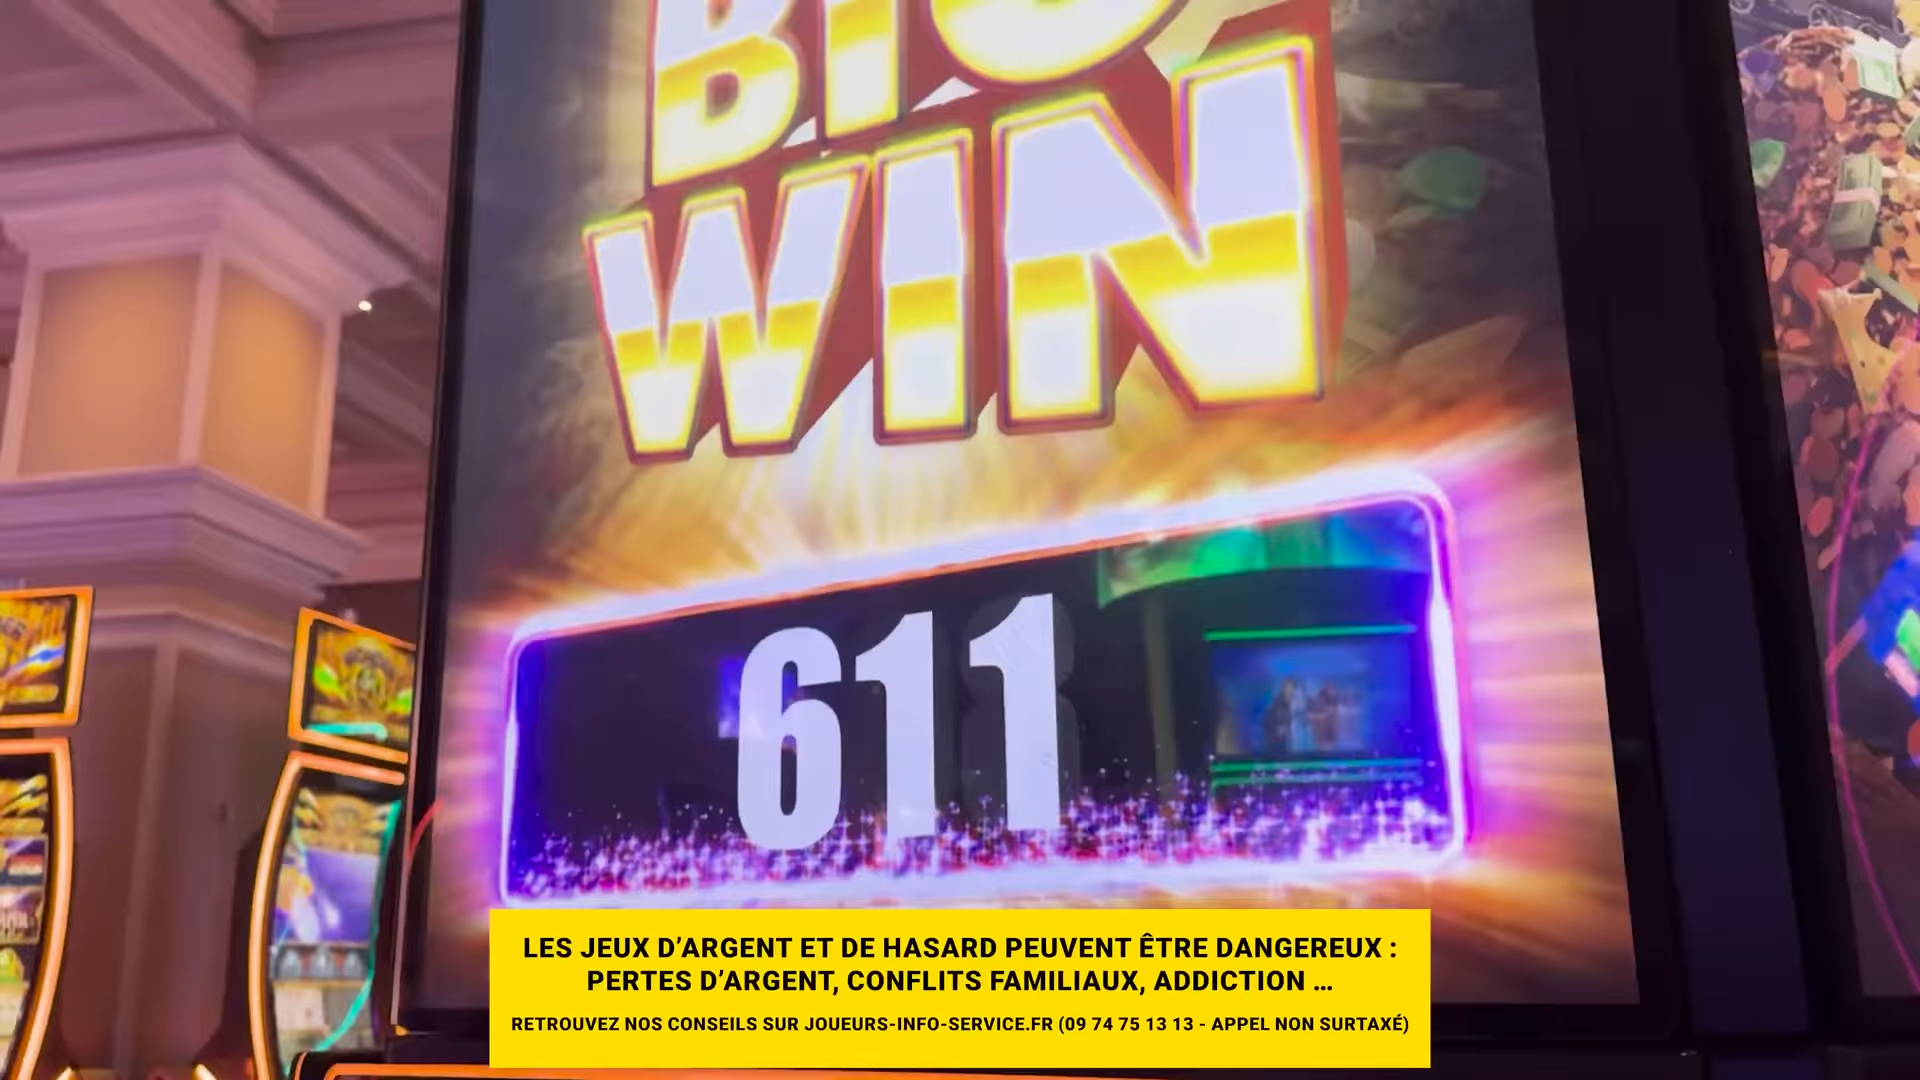 BIG
WIN
611
LES JEUX D’ARGENT ET DE HASARD PEUVENT ÊTRE DANGEREUX :
PERTES D’ARGENT, CONFLITS FAMILIAUX, ADDICTION ...
RETROUVEZ NOS CONSEILS SUR JOUEURS-INFO-SERVICE.FR (09 74 75 13 13 - APPEL NON SURTAXÉ)